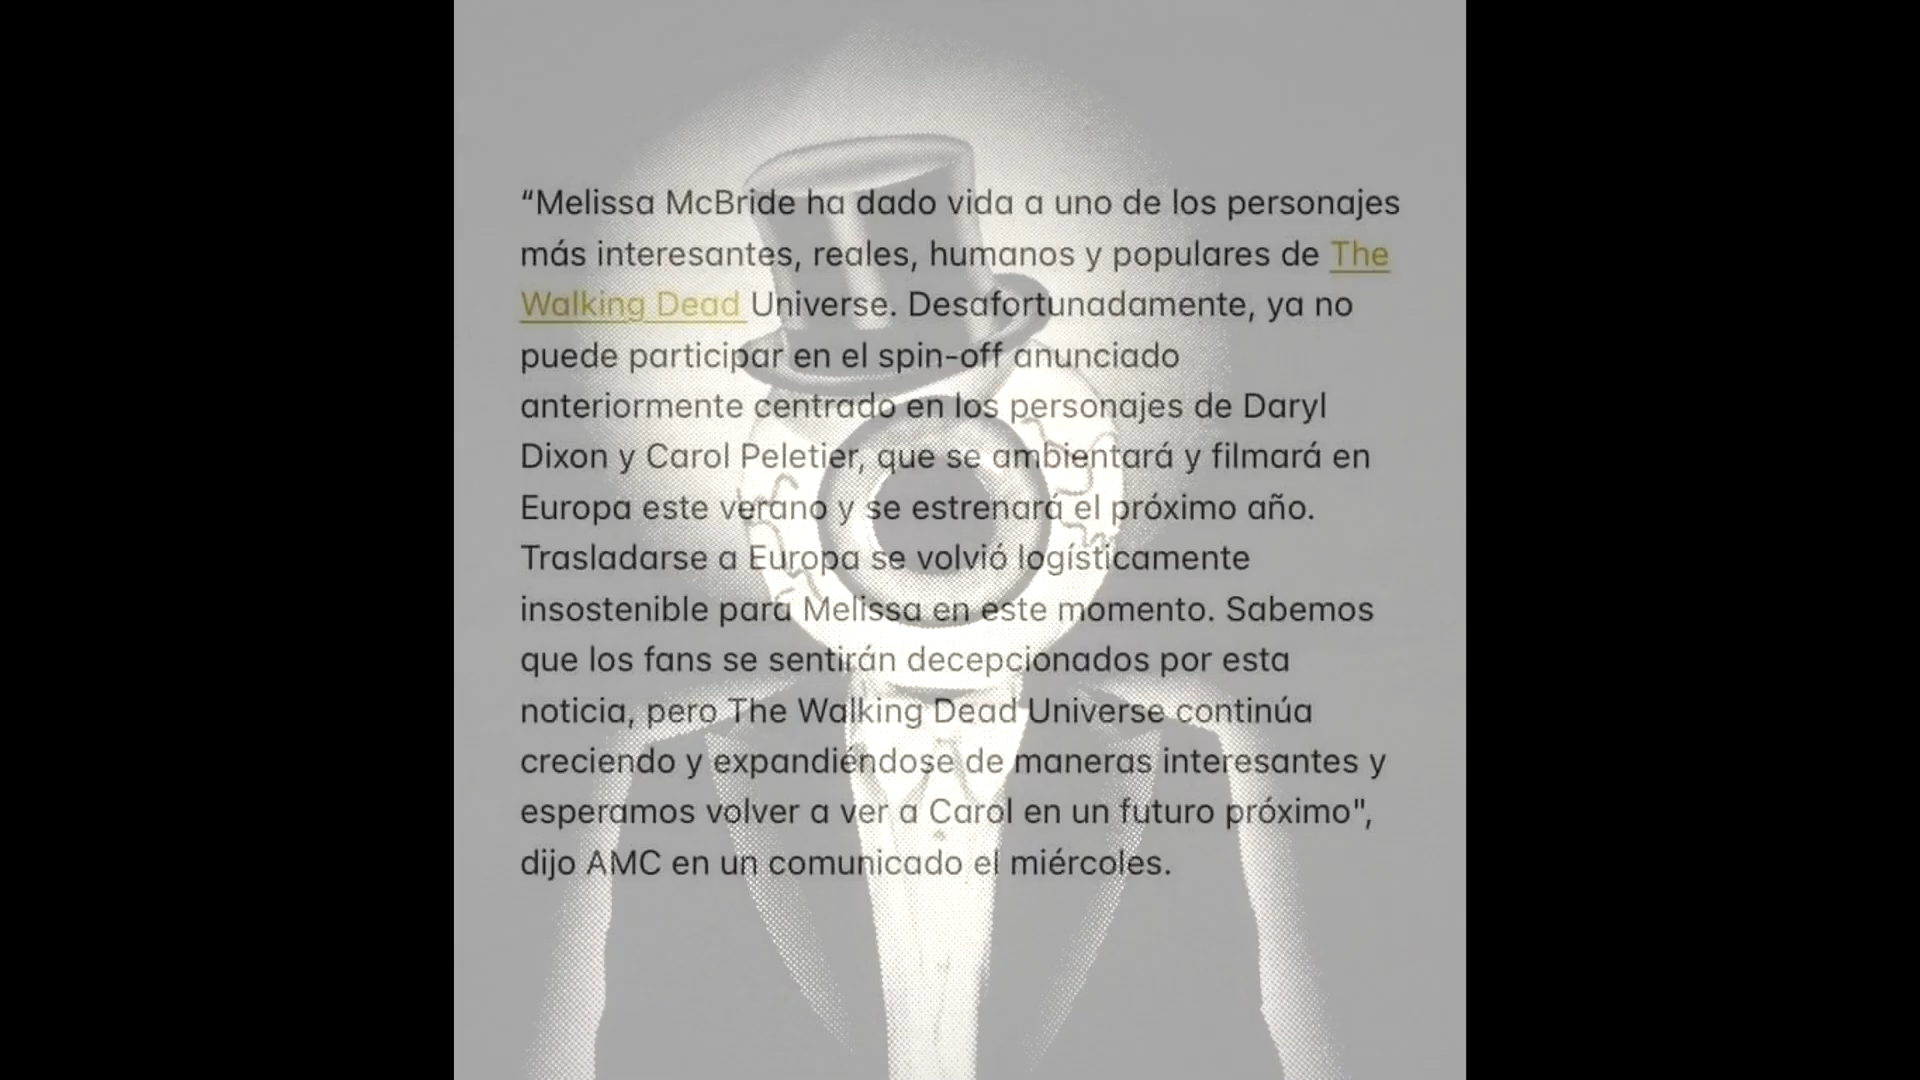 “Melissa McBride ha dado vida a uno de los personajes
más interesantes, reales, humanos y populares de The
Walking Dead Universe. Desafortunadamente, ya no
puede participar en el spin-off anunciado
anteriormente centrado en los personajes de Daryl
Dixon y Carol Peletier, que se ambientará y filmará en
Europa este verano y se estrenará el próximo año.
Trasladarse a Europa se volvió logísticamente
insostenible para Melissa en este momento. Sabemos
que los fans se sentirán decepcionados por esta
noticia, pero The Walking Dead Universe continúa
creciendo y expandiéndose de maneras interesantes y
esperamos volver a ver a Carol en un futuro próximo",
dijo AMC en un comunicado el miércoles.